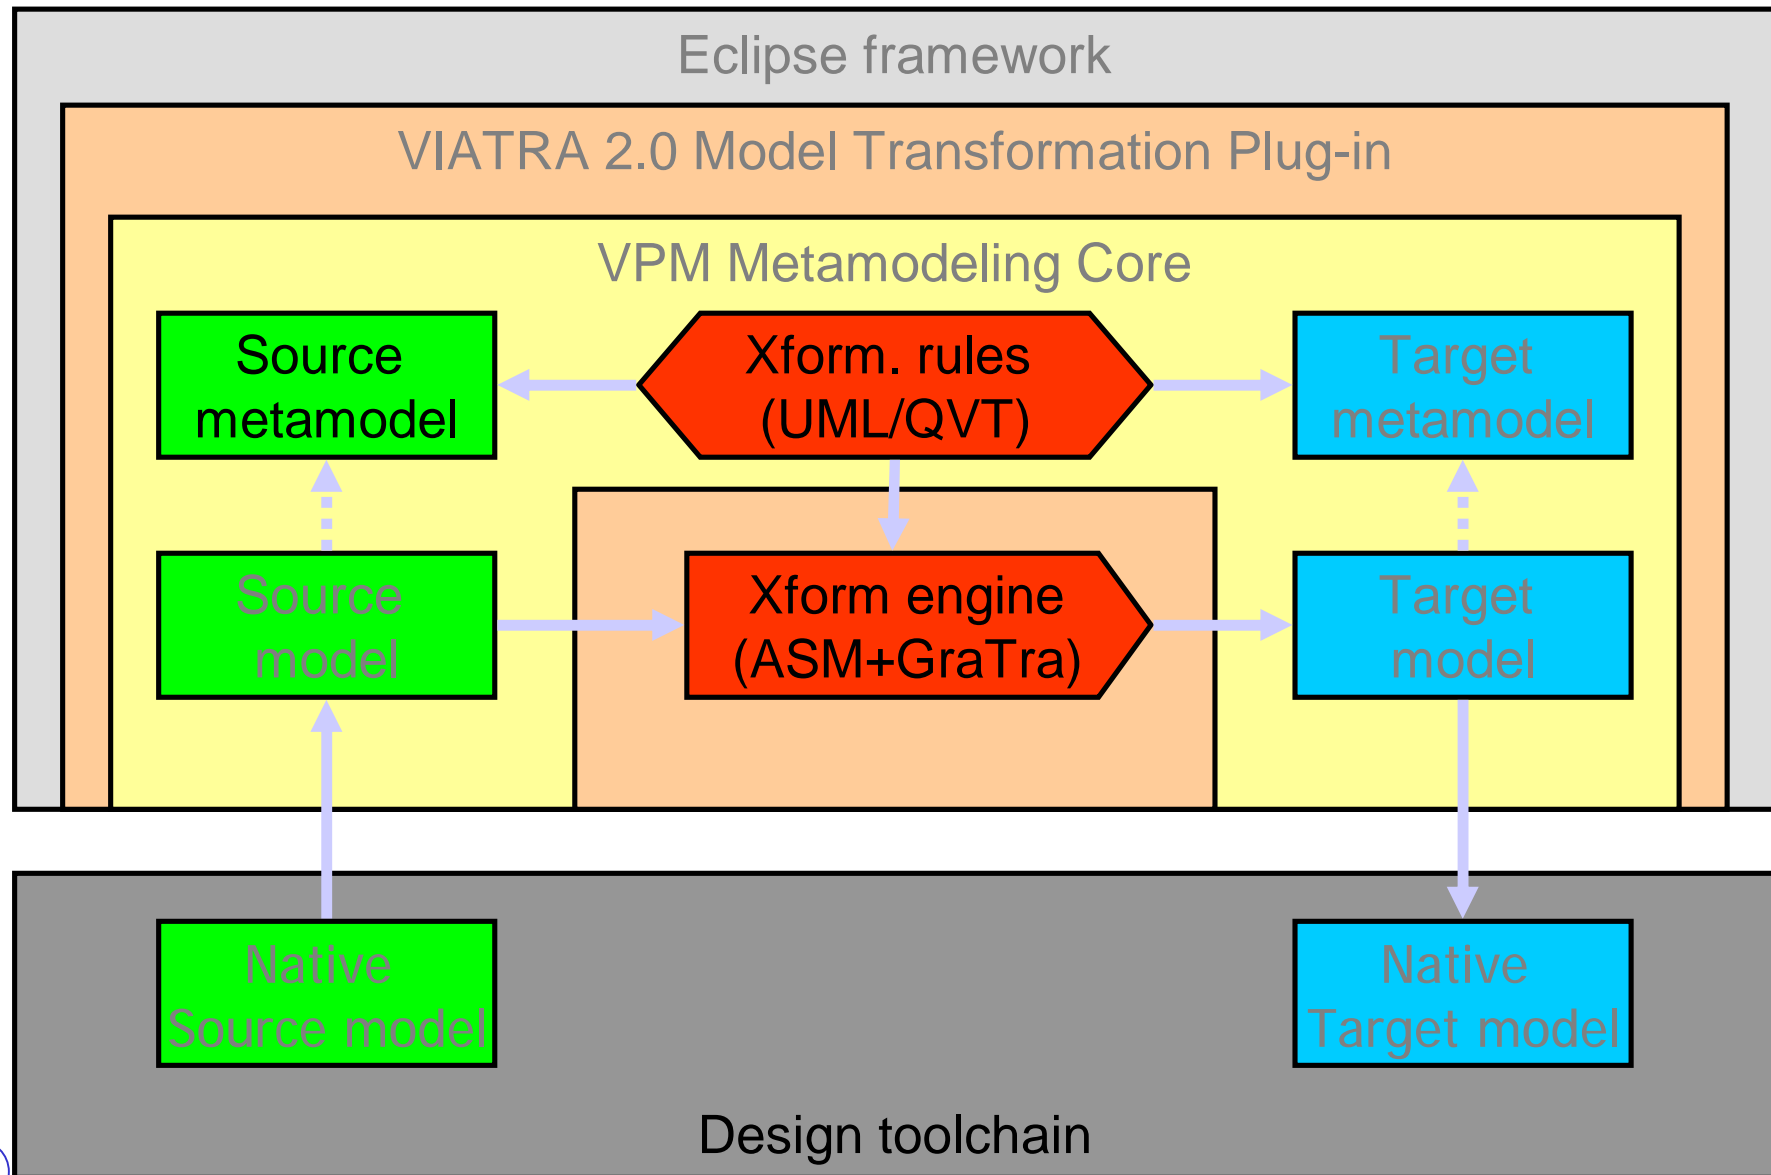 Eclipse framework
VIATRA 2.0 Model Transformation Plug-in
VPM Metamodeling Core
Source
metamodel
Xform. rules
(UML/QVT)
Target
metamodel
Source
model
Xform engine
(ASM+GraTra)
Target
model
Native
Source model
Native
Target model
Design toolchain